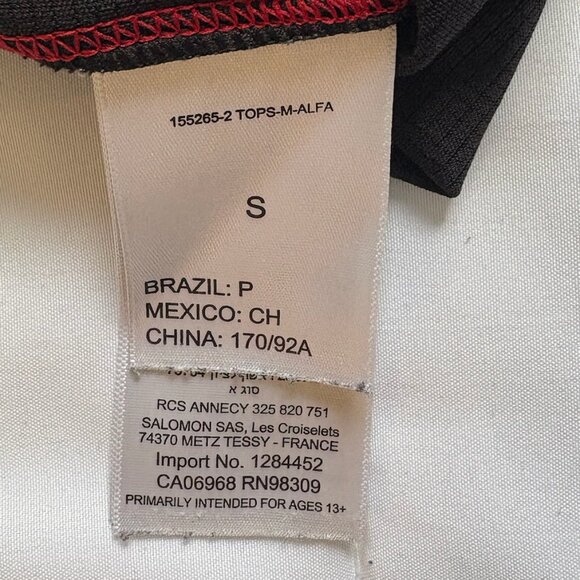 155265-2 TOPS-M-ALFA
S
BRAZIL: P
MEXICO: CH
CHINA: 170/92A
סוג א
RCS ANNECY 325 820 751
SALOMON SAS, Les Croiselets
74370 METZ TESSY - FRANCE
Import No. 1284452
CA06968 RN98309
PRIMARILY INTENDED FOR AGES 13+